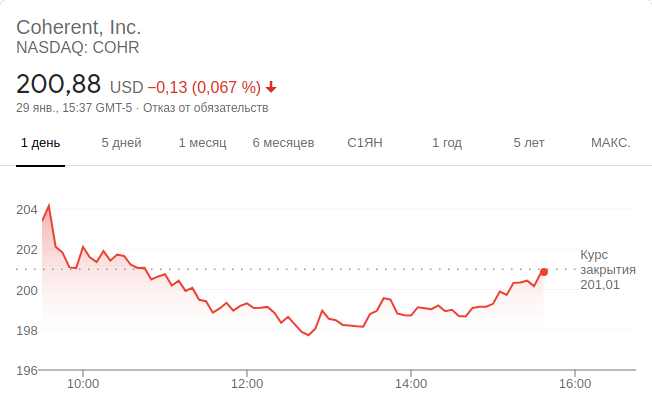 Coherent, Inc.
NASDAQ: COHR
200,88 USD −0,13 (0,067 %)
29 янв., 15:37 GMT-5 · Отказ от обязательств
1 день 5 дней 1 месяц 6 месяцев С1ЯН 1 год 5 лет МАКС.
204
202
200
198
196
Курс
закрытия
201,01
10:00 12:00 14:00 16:00